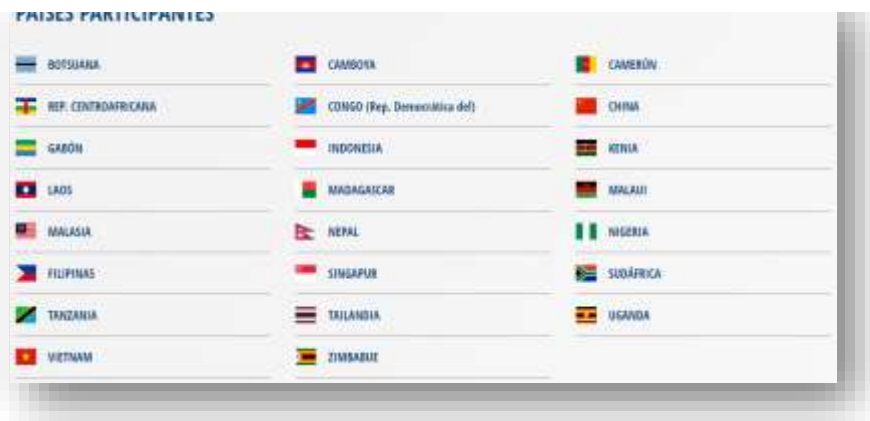 PAÍSES PARTICIPANTES
BOTSUANA CAMBOYA CAMERÚN
REP. CENTROAFRICANA CONGO (Rep. Democrática del) CHINA
GABÓN INDONESIA KENIA
LAOS MADAGASCAR MALAUI
MALASIA NEPAL NIGERIA
FILIPINAS SINGAPUR SUDÁFRICA
TANZANIA TAILANDIA UGANDA
VIETNAM ZIMBABUE